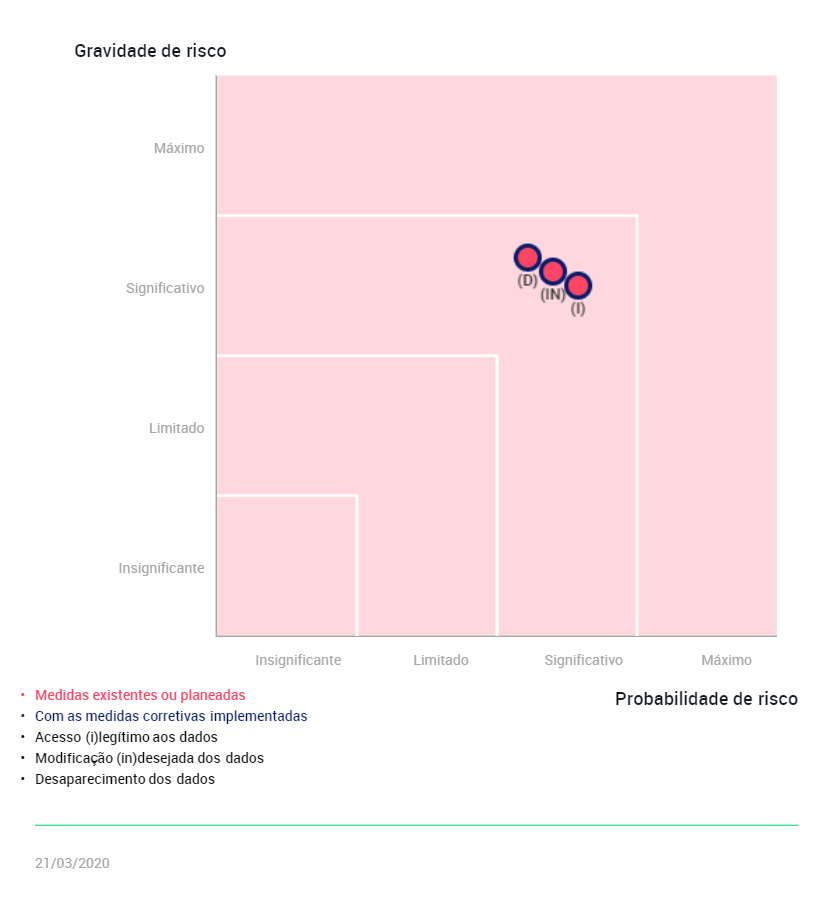 Gravidade de risco
Máximo
Significativo
Limitado
Insignificante
(D)
(IN)
(I)
Insignificante Limitado Significativo Máximo
Probabilidade de risco
• Medidas existentes ou planeadas
• Com as medidas corretivas implementadas
• Acesso (i)legítimo aos dados
• Modificação (in)desejada dos dados
• Desaparecimento dos dados
21/03/2020